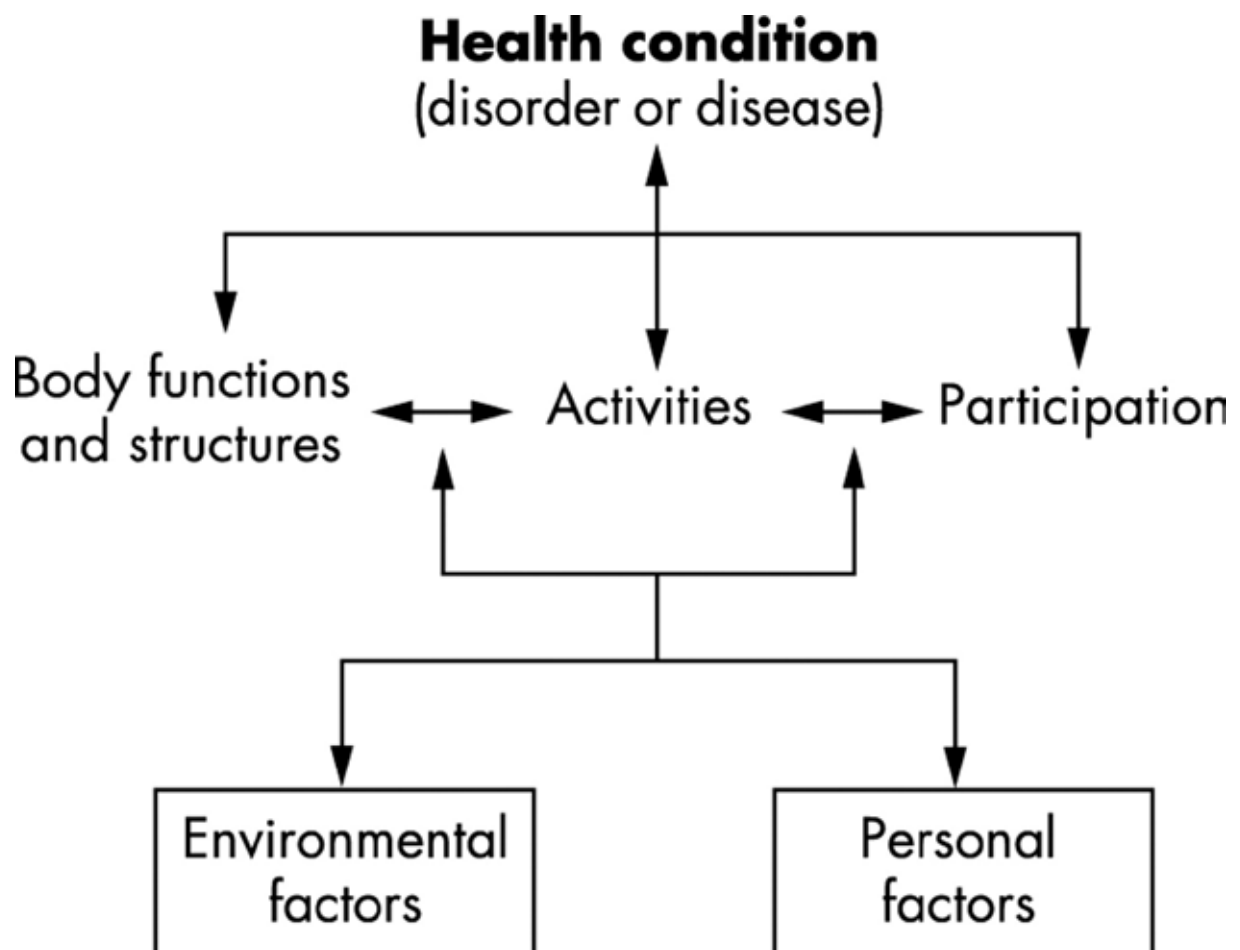 Health condition
(disorder or disease)
Body functions
and structures
Activities
Participation
Environmental
factors
Personal
factors